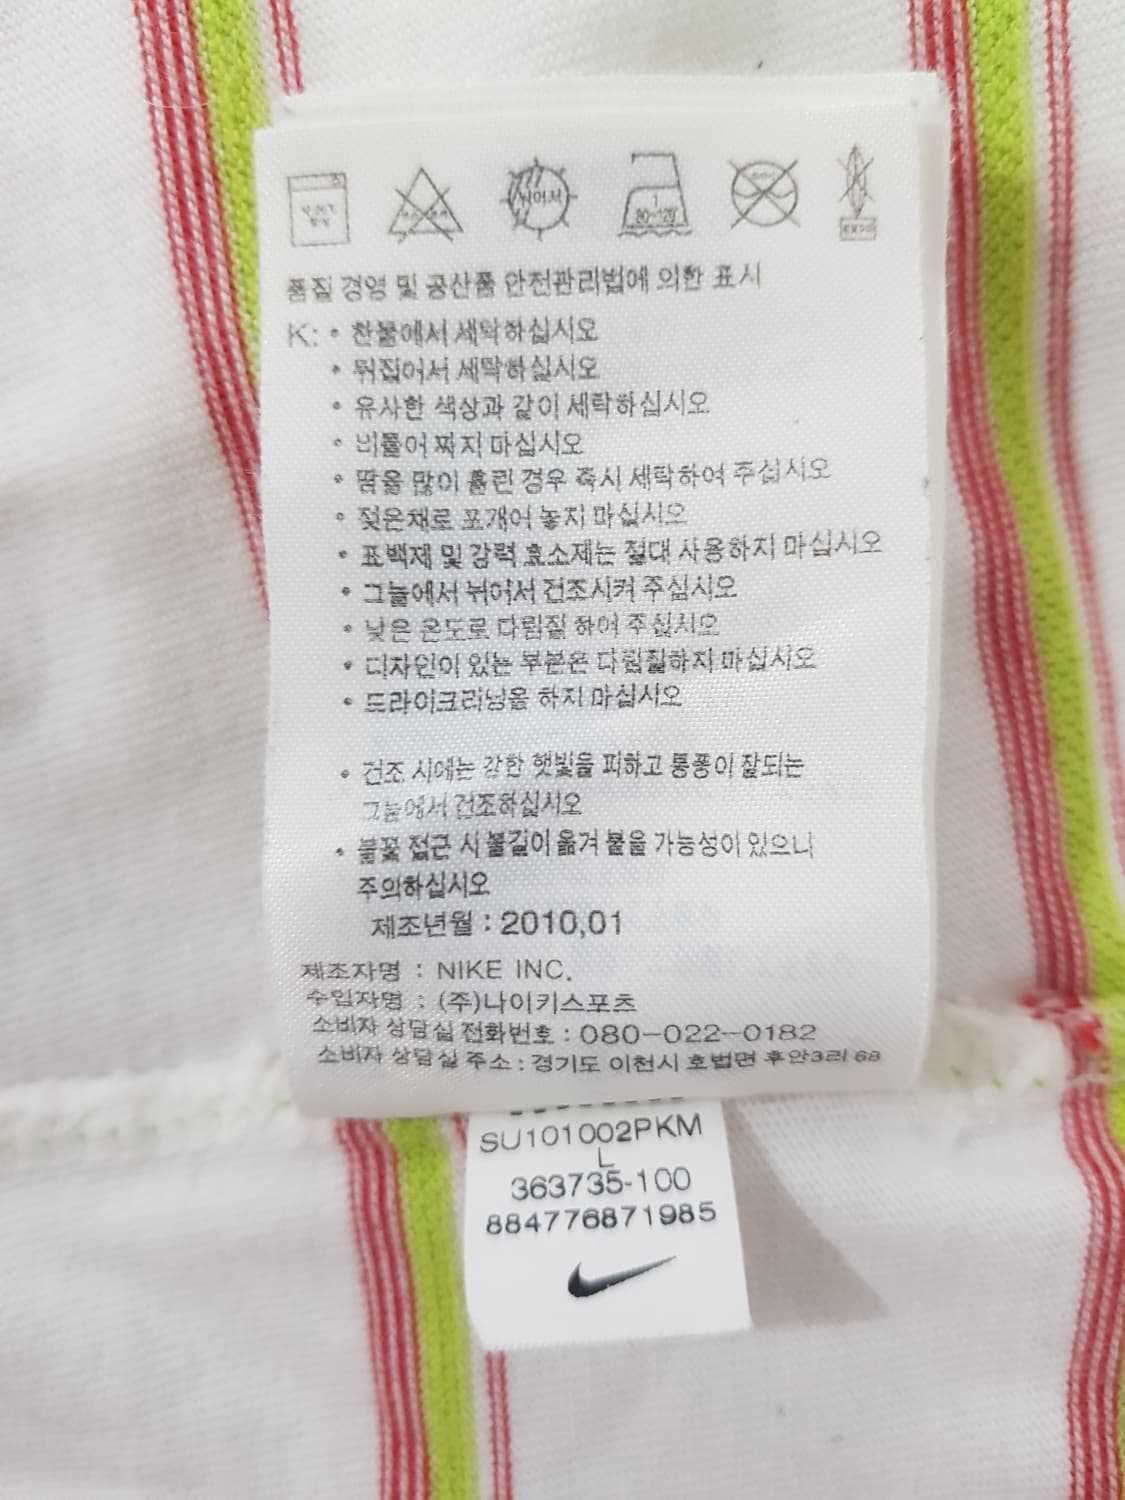 뉘어서
80~120
품질 경영 및 공산품 안전관리법에 의한 표시
K: • 찬물에서 세탁하십시오
• 뒤집어서 세탁하십시오
• 유사한 색상과 같이 세탁하십시오
• 비틀어 짜지 마십시오
• 땀을 많이 흘린 경우 즉시 세탁하여 주십시오
• 젖은채로 포개어 놓지 마십시오
• 표백제 및 강력 효소제는 절대 사용하지 마십시오
• 그늘에서 뉘어서 건조시켜 주십시오
• 낮은 온도로 다림질 하여 주십시오
• 디자인이 있는 부분은 다림질하지 마십시오
• 드라이크리닝을 하지 마십시오
• 건조 시에는 강한 햇빛을 피하고 통풍이 잘되는
그늘에서 건조하십시오
• 불꽃 접근 시 불길이 옮겨 붙을 가능성이 있으니
주의하십시오
제조년월 : 2010,01
제조자명 : NIKE INC.
수입자명 : (주)나이키스포츠
소비자 상담실 전화번호 : 080-022-0182
소비자 상담실 주소 : 경기도 이천시 호법면 후안3리 68
SU101002PKM
L
363735-100
884776871985